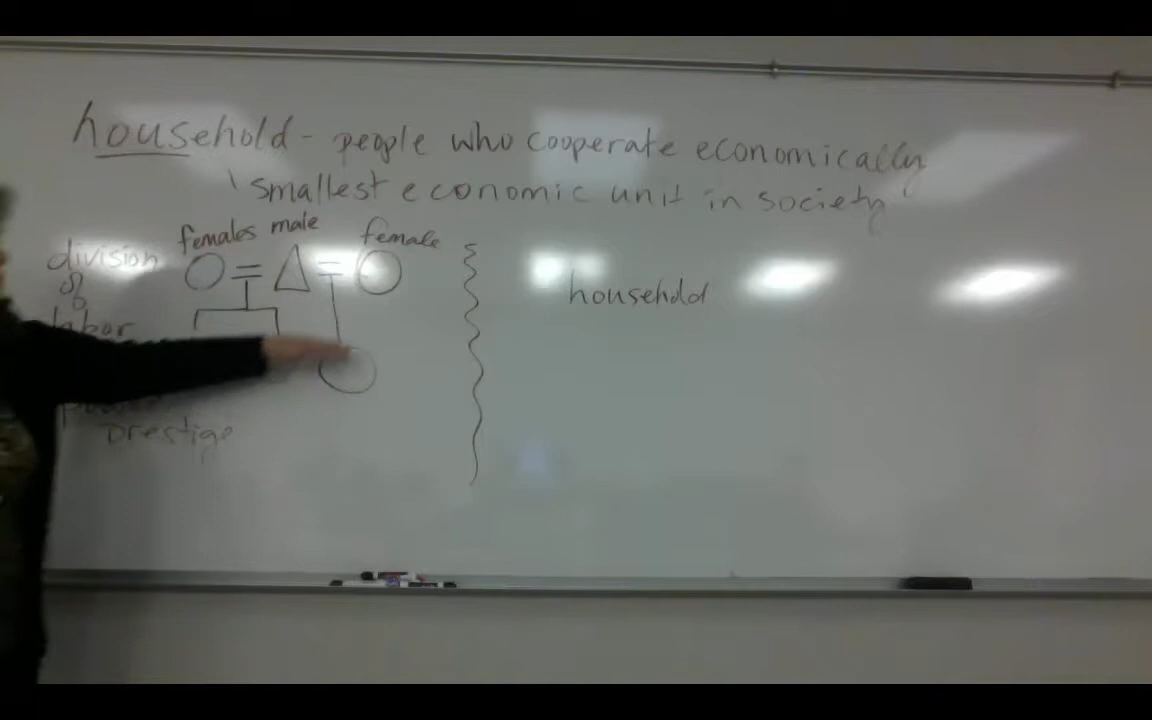 household - people who cooperate economically
smallest economic unit in society
females male female
division
of
labor
prestige
household